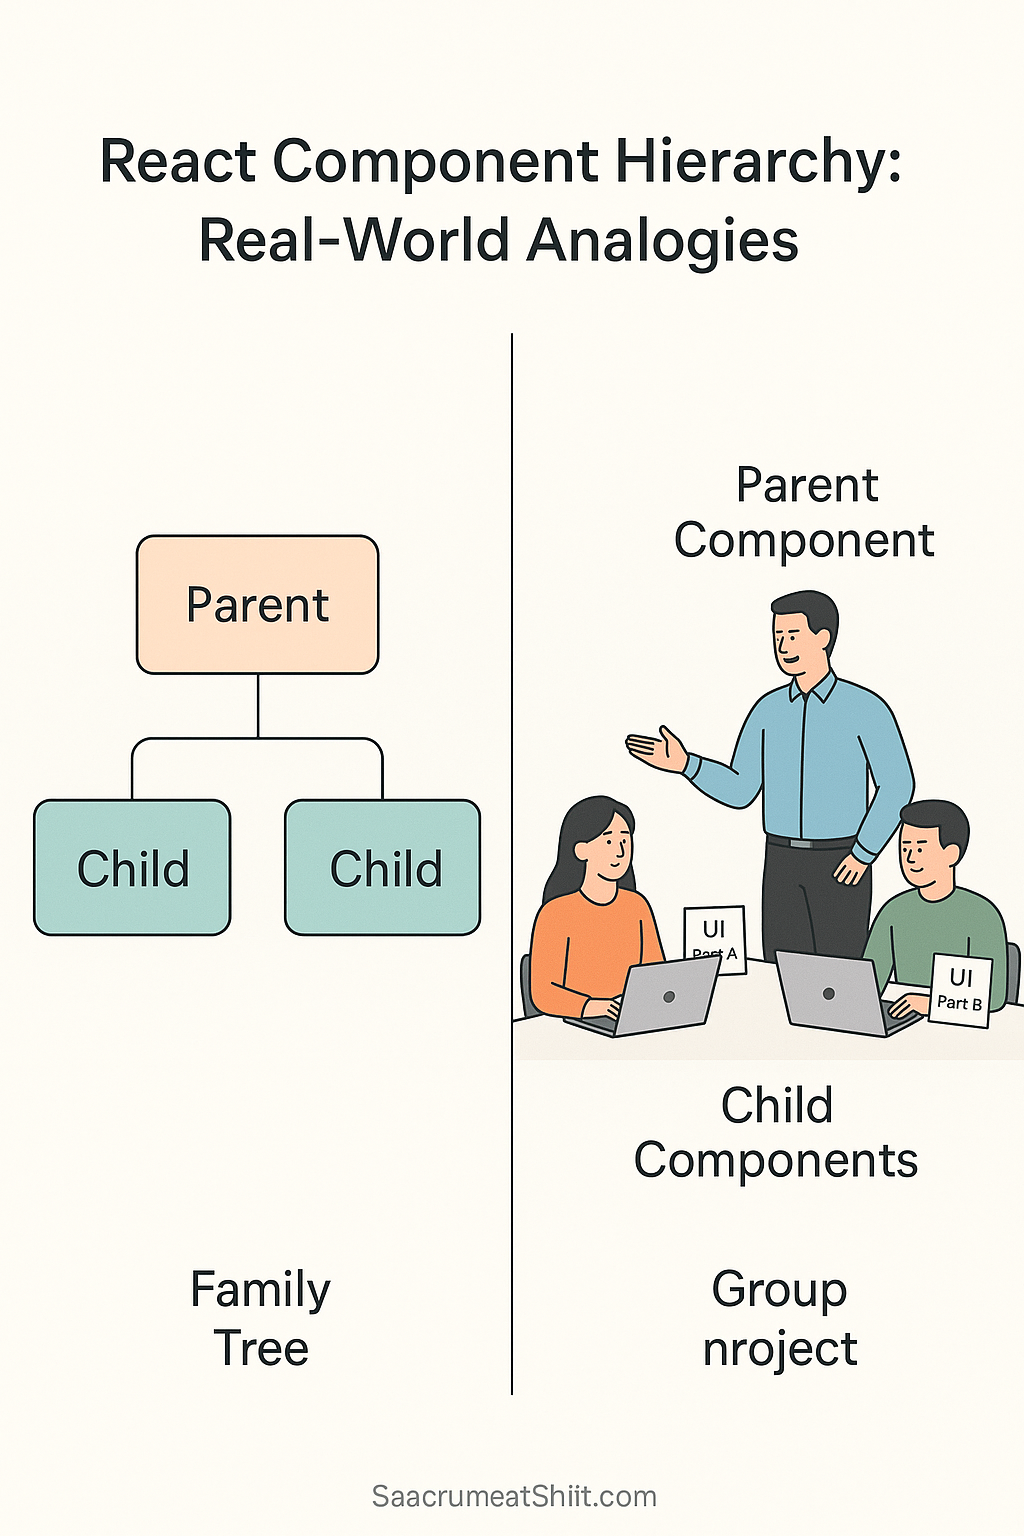 React Component Hierarchy:
Real-World Analogies
Parent
Child
Child
Family
Tree
Parent
Component
UI
Part A
UI
Part B
Child
Components
Group
nroject
SaacrumeatShiit.com